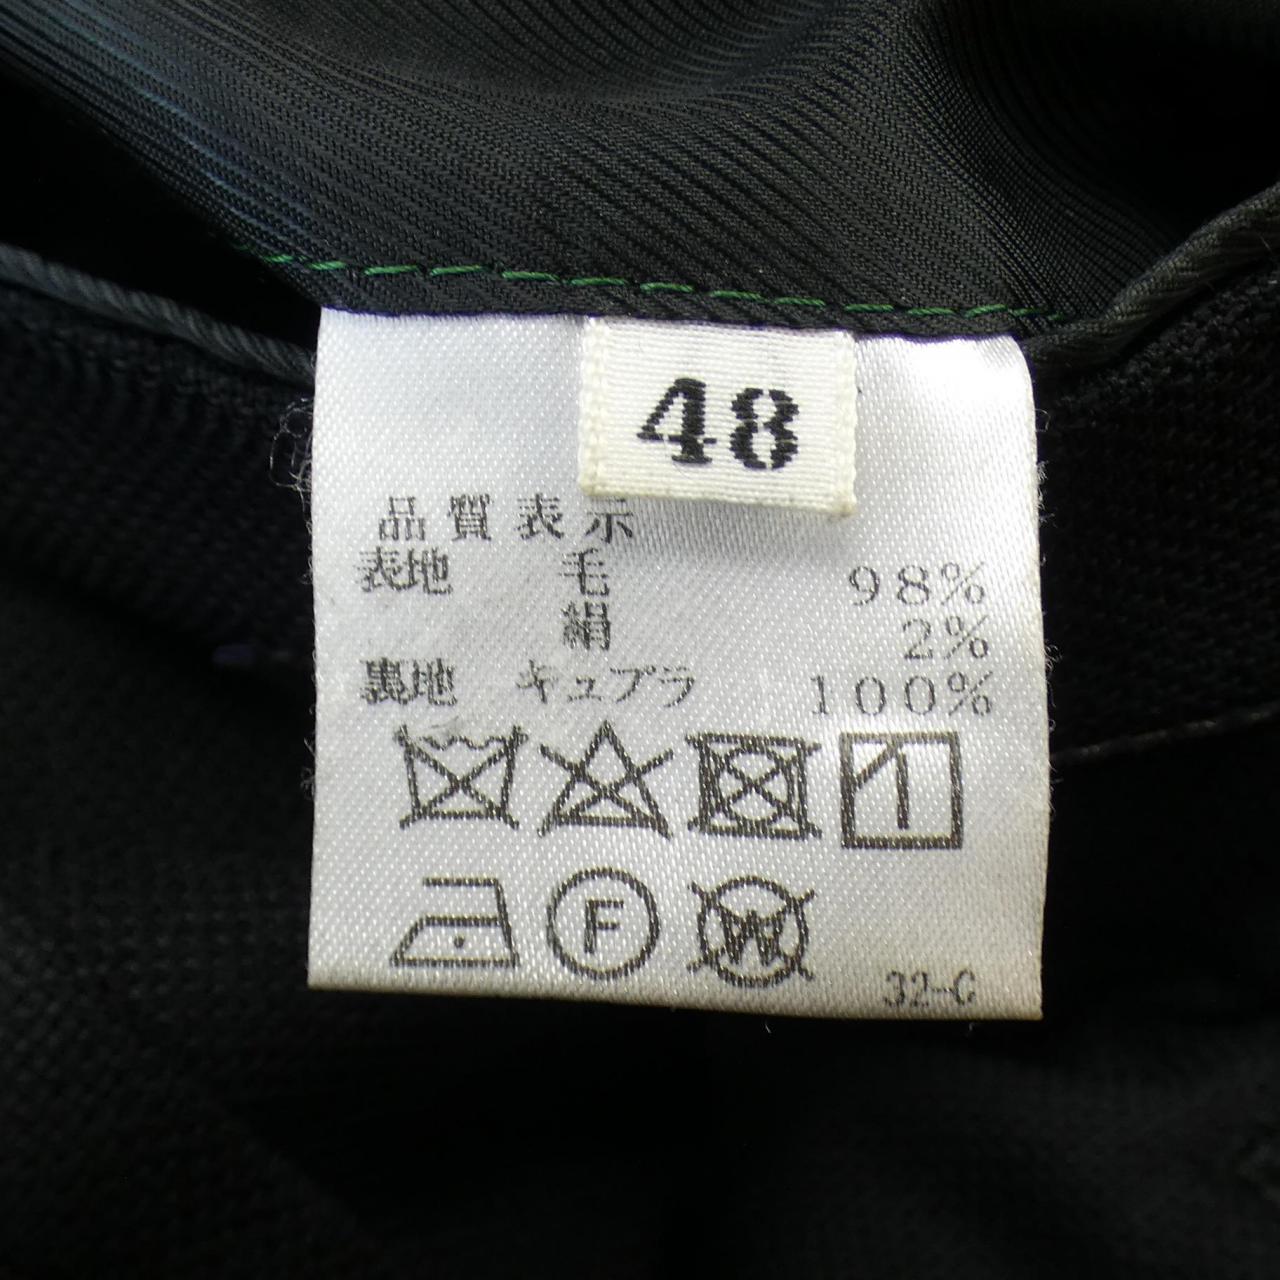 48
品質表示
表地 毛 98%
絹 2%
裏地 キュプラ 100%
F
W
32-G